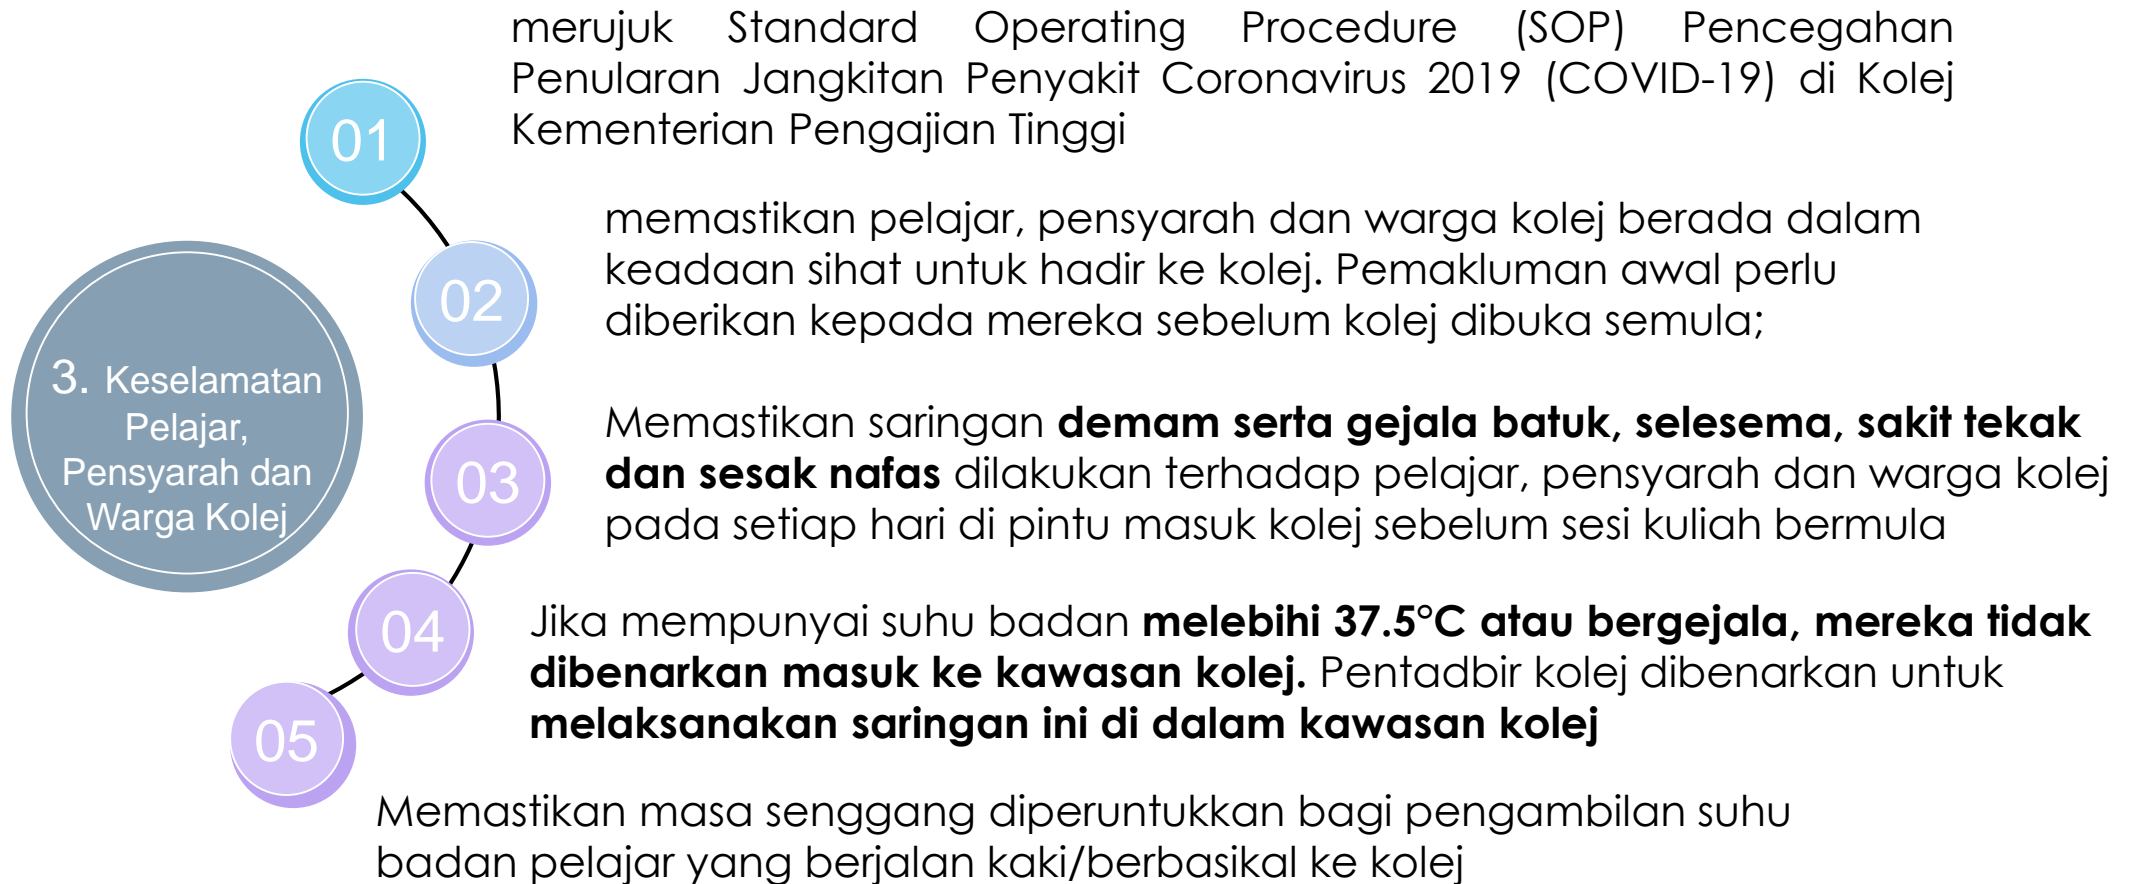 merujuk Standard Operating Procedure (SOP) Pencegahan
Penularan Jangkitan Penyakit Coronavirus 2019 (COVID-19) di Kolej
Kementerian Pengajian Tinggi
01
memastikan pelajar, pensyarah dan warga kolej berada dalam
keadaan sihat untuk hadir ke kolej. Pemakluman awal perlu
diberikan kepada mereka sebelum kolej dibuka semula;
02
3. Keselamatan
Pelajar,
Pensyarah dan
Warga Kolej
Memastikan saringan demam serta gejala batuk, selesema, sakit tekak
dan sesak nafas dilakukan terhadap pelajar, pensyarah dan warga kolej
pada setiap hari di pintu masuk kolej sebelum sesi kuliah bermula
03
Jika mempunyai suhu badan melebihi 37.5°C atau bergejala, mereka tidak
dibenarkan masuk ke kawasan kolej. Pentadbir kolej dibenarkan untuk
melaksanakan saringan ini di dalam kawasan kolej
04
05
Memastikan masa senggang diperuntukkan bagi pengambilan suhu
badan pelajar yang berjalan kaki/berbasikal ke kolej